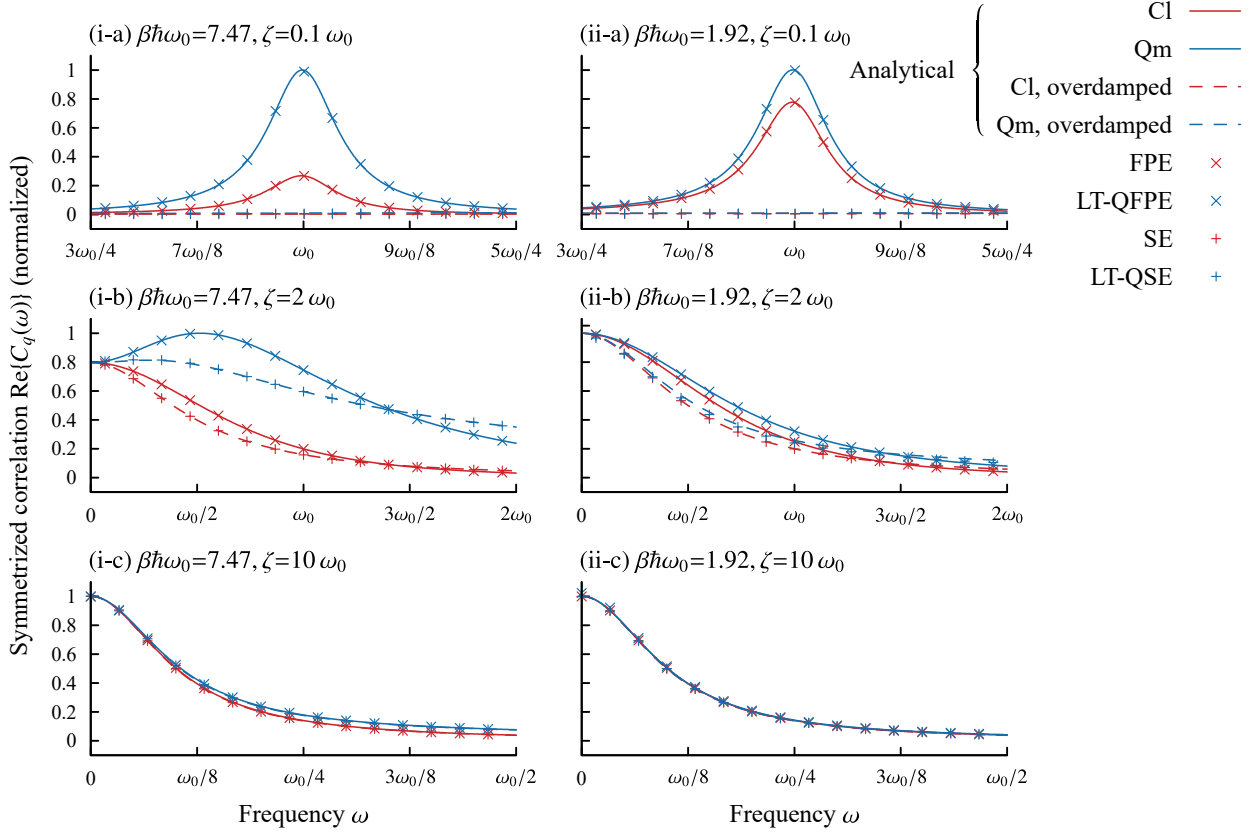 (i-a) βħω₀=7.47, ζ=0.1 ω₀
1
0.8
0.6
0.4
0.2
0
3ω₀/4
7ω₀/8
ω₀
9ω₀/8
5ω₀/4
(ii-a) βħω₀=1.92, ζ=0.1 ω₀
3ω₀/4
7ω₀/8
ω₀
9ω₀/8
5ω₀/4
Analytical
Cl
Qm
Cl, overdamped
Qm, overdamped
FPE
LT-QFPE
SE
LT-QSE
Symmetrized correlation Re{C_q(ω)} (normalized)
(i-b) βħω₀=7.47, ζ=2 ω₀
1
0.8
0.6
0.4
0.2
0
0
ω₀/2
ω₀
3ω₀/2
2ω₀
(ii-b) βħω₀=1.92, ζ=2 ω₀
0
ω₀/2
ω₀
3ω₀/2
2ω₀
(i-c) βħω₀=7.47, ζ=10 ω₀
1
0.8
0.6
0.4
0.2
0
0
ω₀/8
ω₀/4
3ω₀/8
ω₀/2
Frequency ω
(ii-c) βħω₀=1.92, ζ=10 ω₀
0
ω₀/8
ω₀/4
3ω₀/8
ω₀/2
Frequency ω